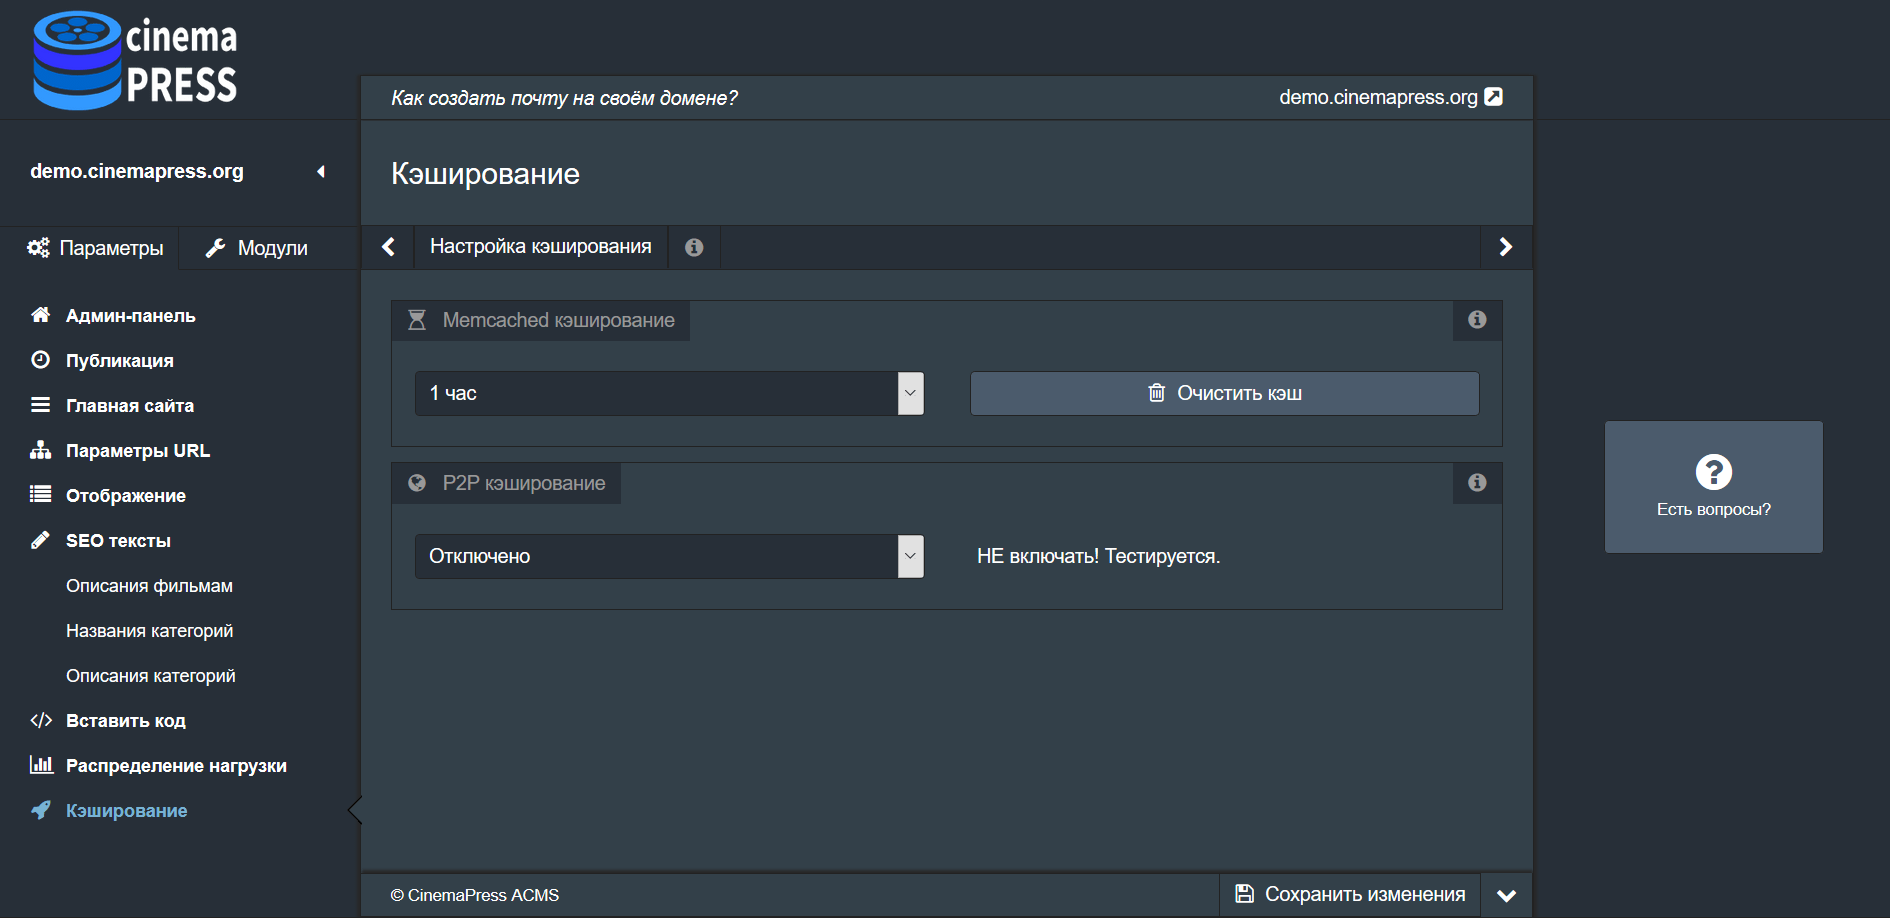 cinema
PRESS
Как создать почту на своём домене?
demo.cinemapress.org
demo.cinemapress.org
Кэширование
Параметры
Модули
Настройка кэширования
Админ-панель
Публикация
Главная сайта
Параметры URL
Отображение
SEO тексты
Описания фильмам
Названия категорий
Описания категорий
Вставить код
Распределение нагрузки
Кэширование
Memcached кэширование
1 час
Очистить кэш
P2P кэширование
Отключено
НЕ включать! Тестируется.
Есть вопросы?
© CinemaPress ACMS
Сохранить изменения